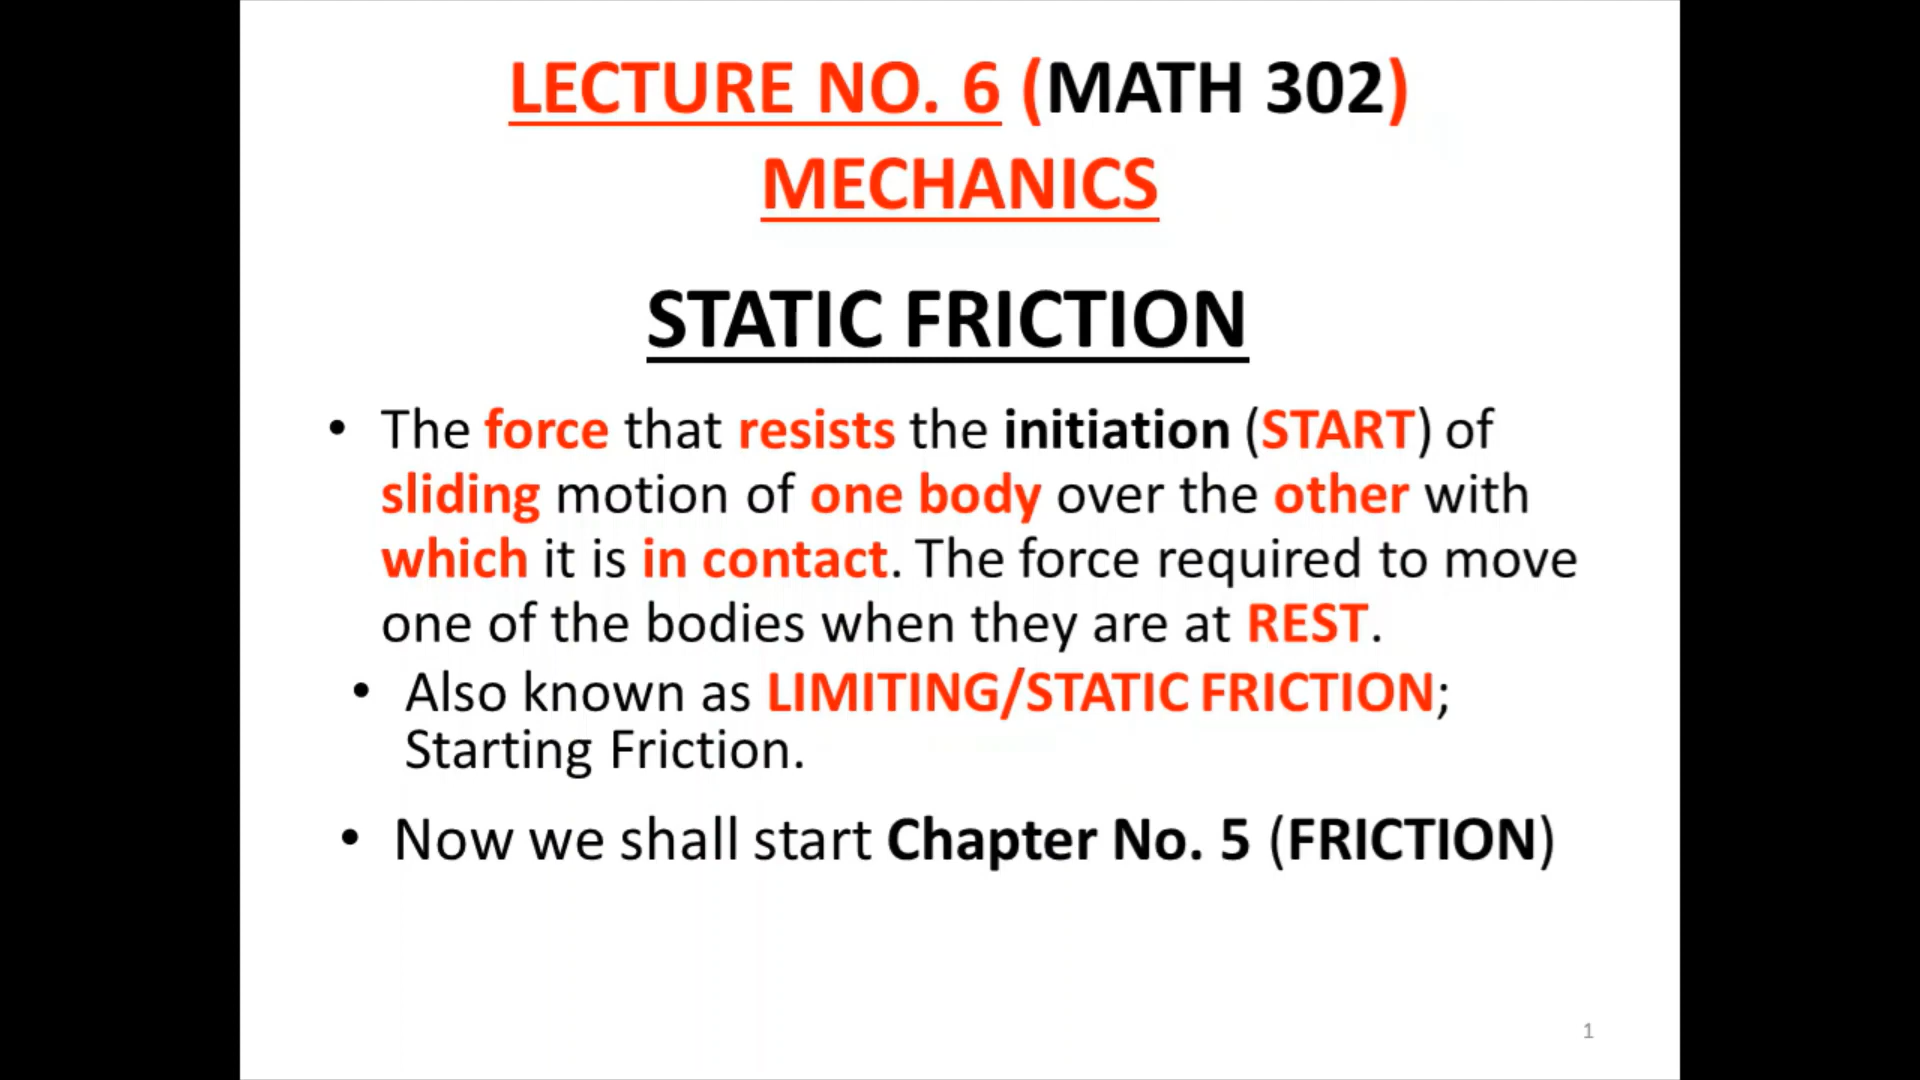 LECTURE NO. 6 (MATH 302)
MECHANICS
STATIC FRICTION
• The force that resists the initiation (START) of
sliding motion of one body over the other with
which it is in contact. The force required to move
one of the bodies when they are at REST.
• Also known as LIMITING/STATIC FRICTION;
Starting Friction.
• Now we shall start Chapter No. 5 (FRICTION)
1